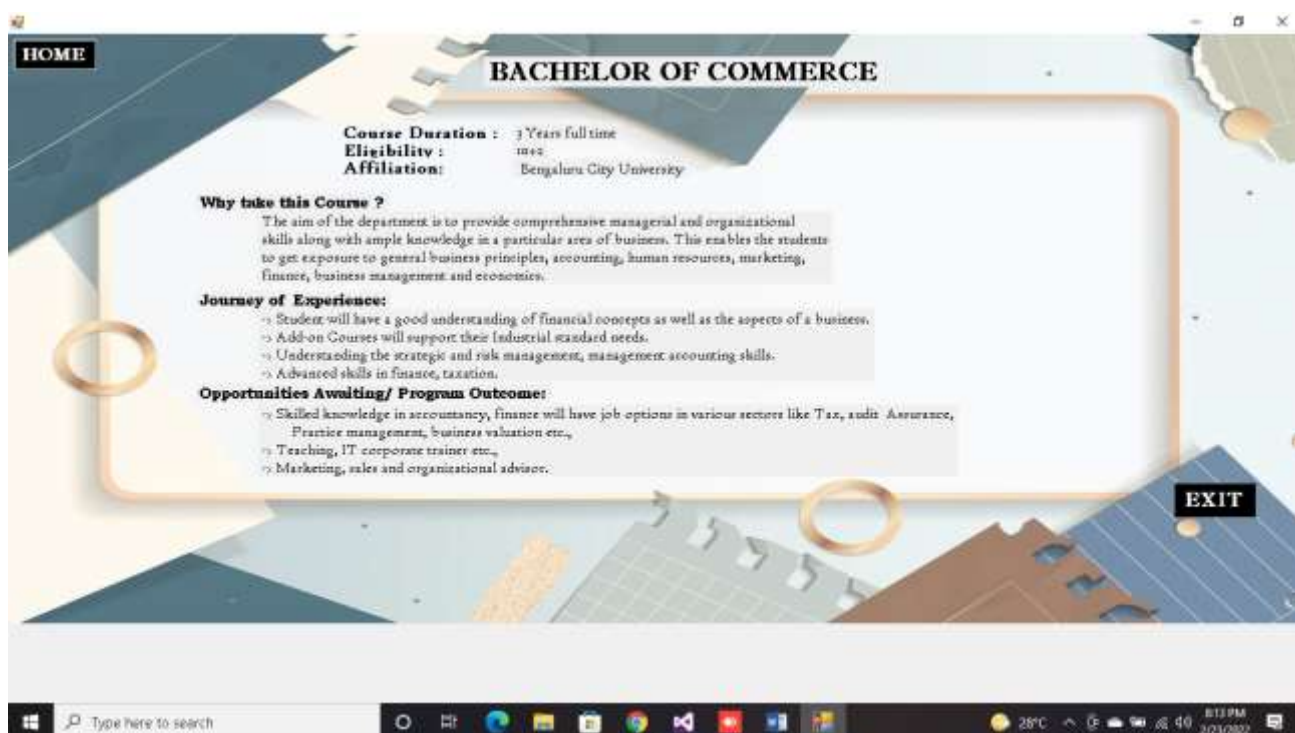 HOME
BACHELOR OF COMMERCE
Course Duration : 3 Years full time
Eligibility : 10+2
Affiliation: Bengaluru City University
Why take this Course ?
The aim of the department is to provide comprehensive managerial and organizational
skills along with ample knowledge in a particular area of business. This enables the students
to get exposure to general business principles, accounting, human resources, marketing,
finance, business management and economics.
Journey of Experience:
-> Student will have a good understanding of financial concepts as well as the aspects of a business.
-> Add-on Courses will support their Industrial standard needs.
-> Understanding the strategic and risk management, management accounting skills.
-> Advanced skills in finance, taxation.
Opportunities Awaiting/ Program Outcome:
-> Skilled knowledge in accountancy, finance will have job options in various sectors like Tax, audit Assurance,
Practice management, business valuation etc.,
-> Teaching, IT corporate trainer etc.,
-> Marketing, sales and organizational advisor.
EXIT
Type here to search
28°C
8:13 PM